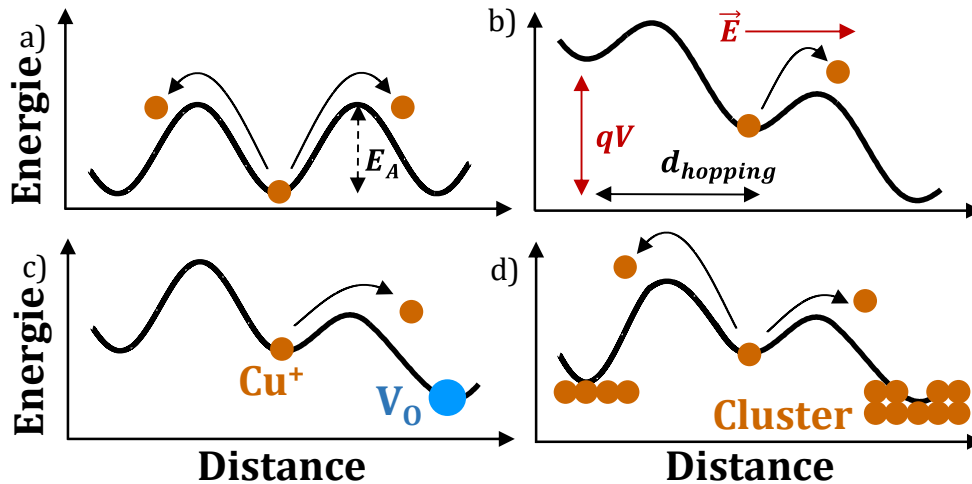 a)
Energie
E_A
b)
E⃗
qV
d_hopping
c)
Energie
Cu⁺
V_O
Distance
d)
Cluster
Distance